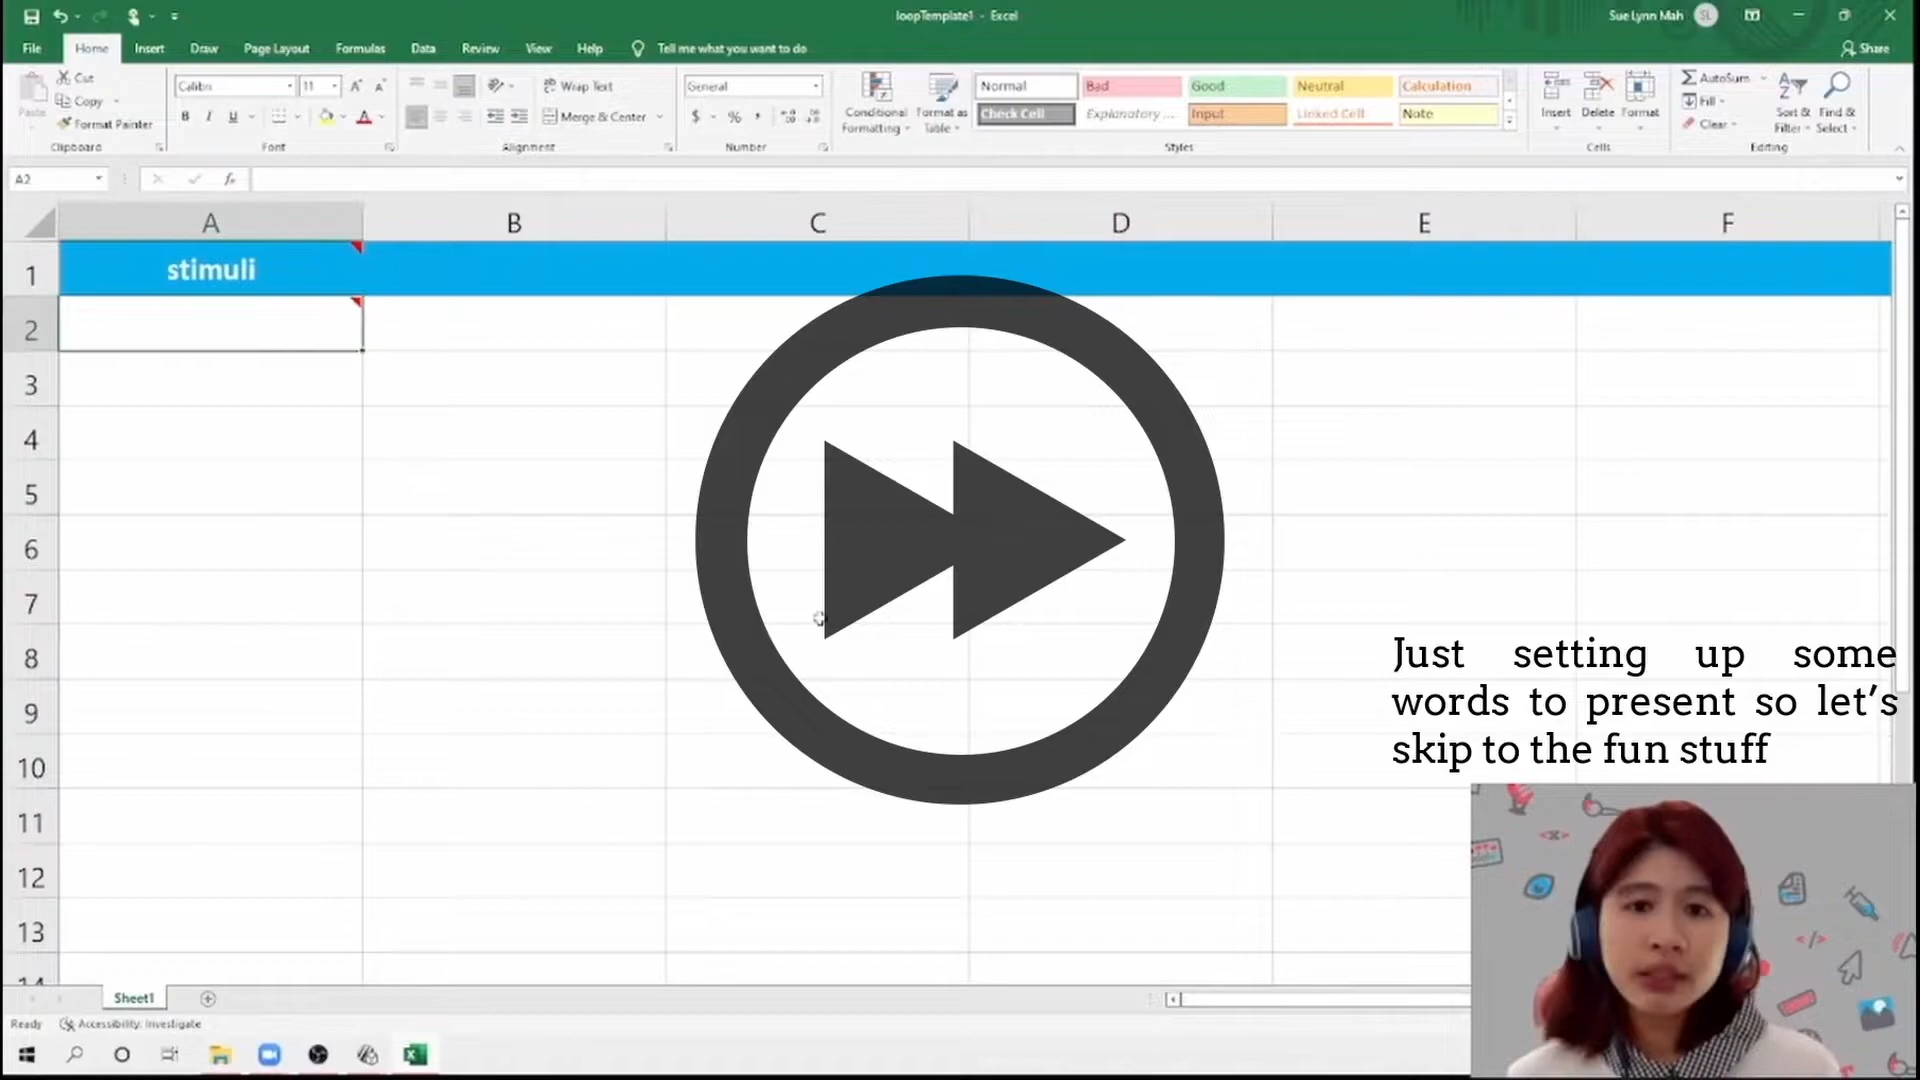 loopTemplate1 - Excel
Sue Lynn Mah SL
File Home Insert Draw Page Layout Formulas Data Review View Help Tell me what you want to do Share
Cut
Copy
Format Painter
Paste
Clipboard
Calibri 11
B I U
Font
Wrap Text
Merge & Center
Alignment
General
$ % ,
Number
Conditional Formatting
Format as Table
Normal Bad Good Neutral Calculation
Check Cell Explanatory ... Input Linked Cell Note
Styles
Insert Delete Format
Cells
AutoSum
Fill
Clear
Sort & Filter
Find & Select
Editing
A2 fx
A B C D E F
1 stimuli
2
3
4
5
6
7
8
9
10
11
12
13
14
Just setting up some
words to present so let's
skip to the fun stuff
Sheet1
Ready Accessibility: Investigate